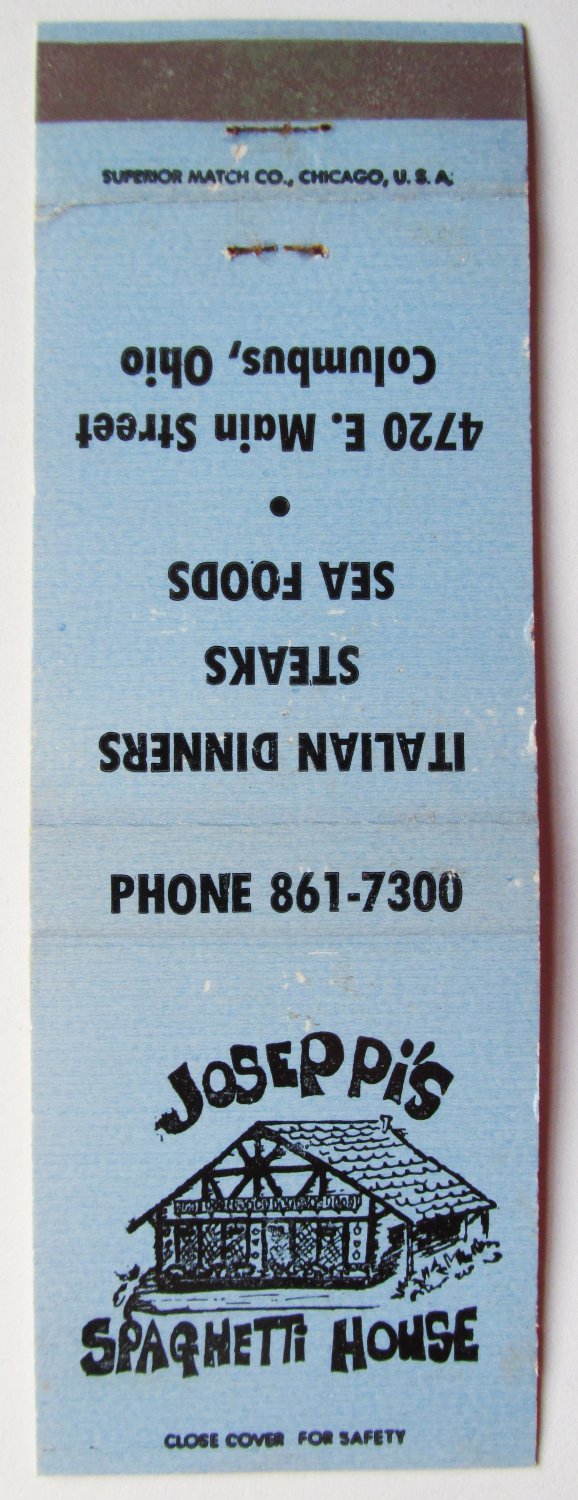 SUPERIOR MATCH CO., CHICAGO, U. S. A.
ITALIAN DINNERS
STEAKS
SEA FOODS
•
4720 E. Main Street
Columbus, Ohio
PHONE 861-7300
JOSEPPI'S
SPAGHETTI HOUSE
CLOSE COVER FOR SAFETY